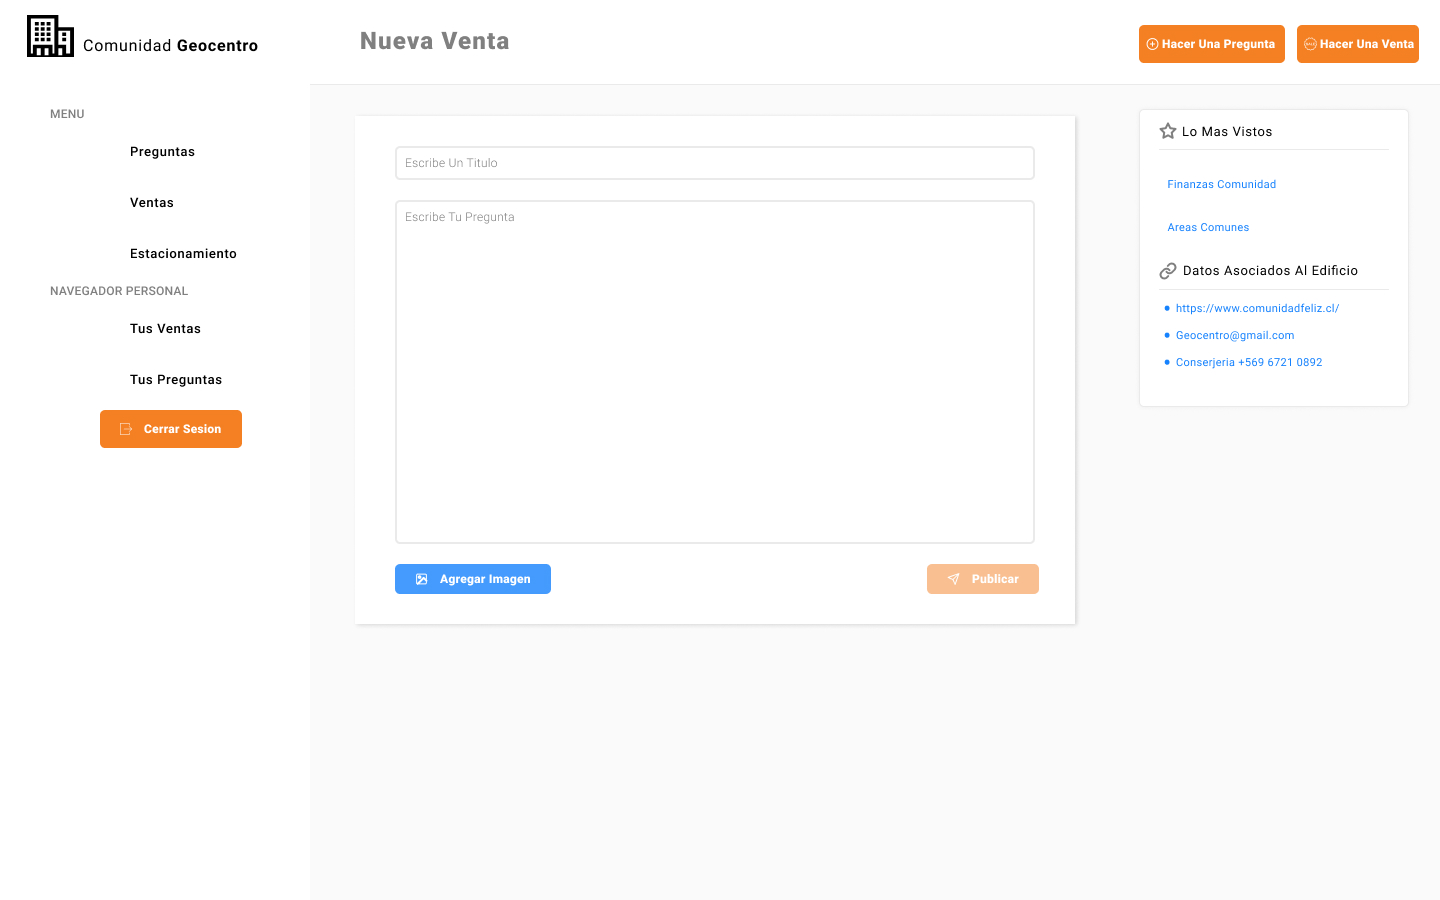 Comunidad Geocentro
Nueva Venta
Hacer Una Pregunta
Hacer Una Venta
MENU
Preguntas
Ventas
Estacionamiento
NAVEGADOR PERSONAL
Tus Ventas
Tus Preguntas
Cerrar Sesion
Escribe Un Titulo
Escribe Tu Pregunta
Agregar Imagen
Publicar
Lo Mas Vistos
Finanzas Comunidad
Areas Comunes
Datos Asociados Al Edificio
https://www.comunidadfeliz.cl/
Geocentro@gmail.com
Conserjeria +569 6721 0892